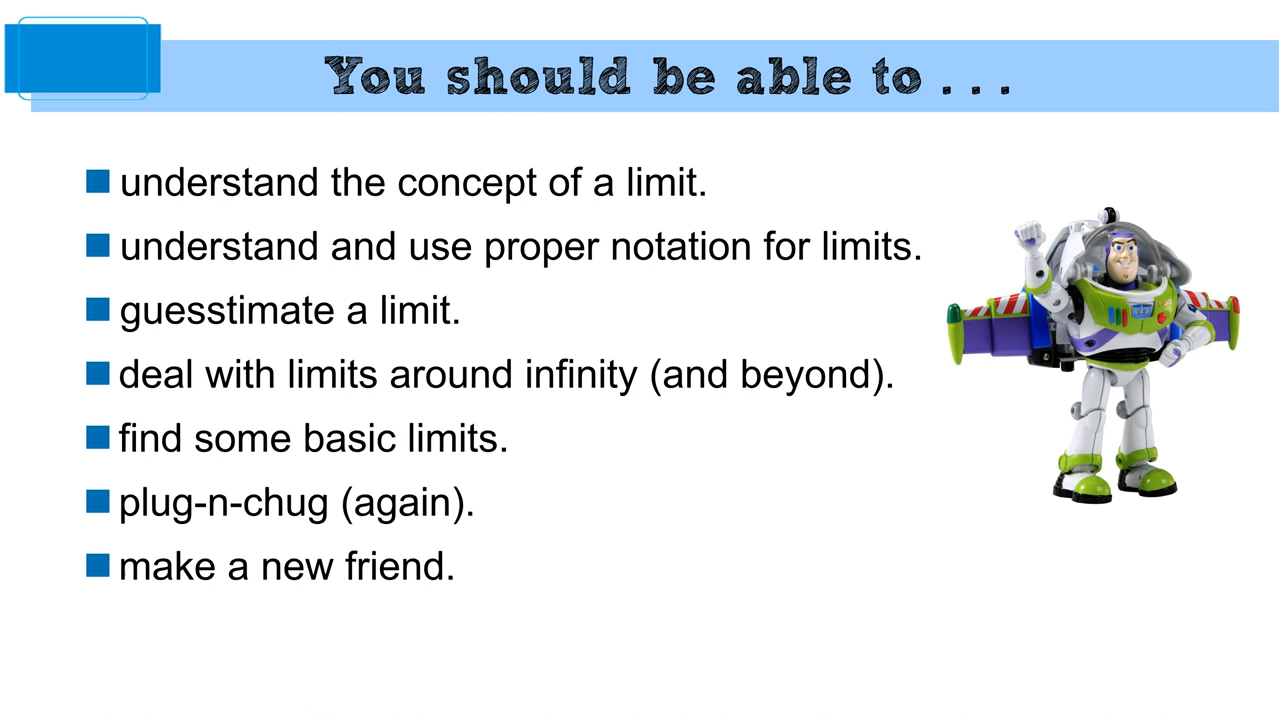 You should be able to . . .
understand the concept of a limit.
understand and use proper notation for limits.
guesstimate a limit.
deal with limits around infinity (and beyond).
find some basic limits.
plug-n-chug (again).
make a new friend.